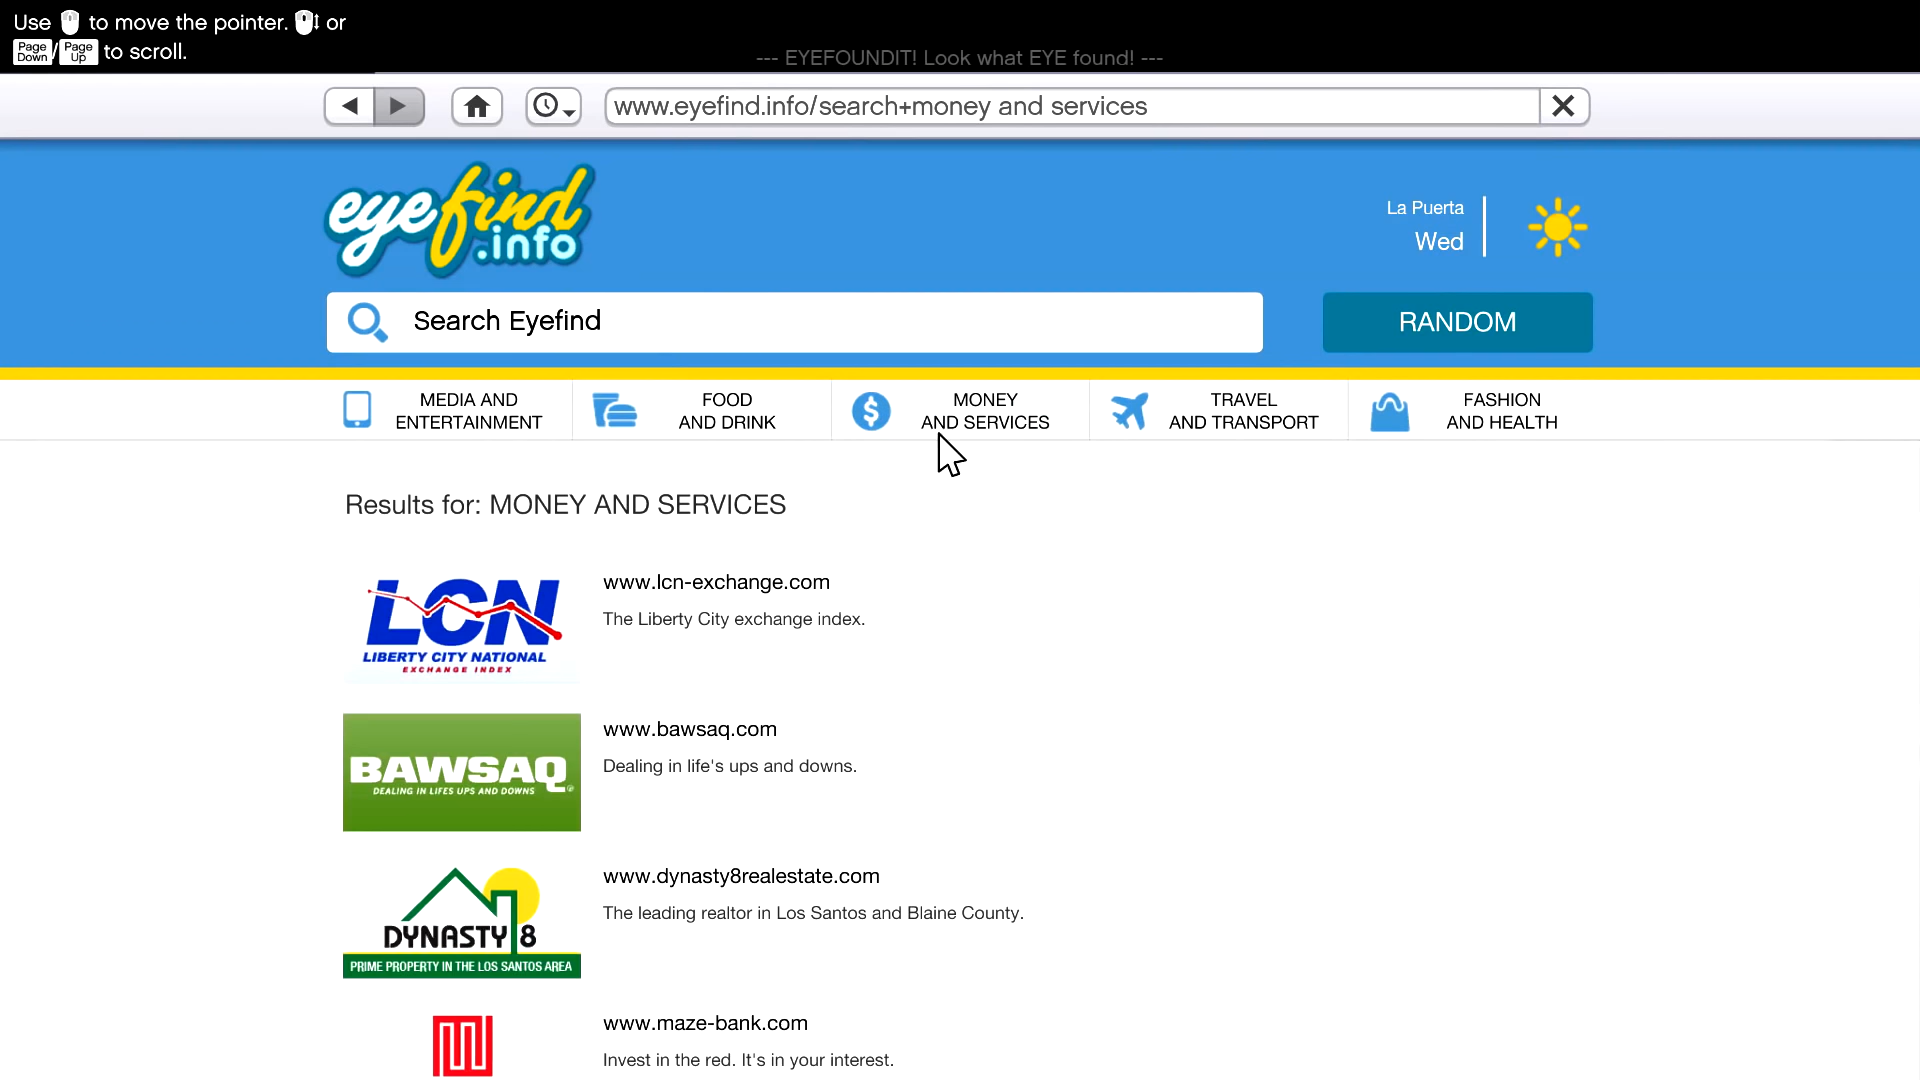 Use to move the pointer. or
Page Down / Page Up to scroll.
--- EYEFOUNDIT! Look what EYE found! ---
www.eyefind.info/search+money and services
eyefind.info
La Puerta
Wed
Search Eyefind
RANDOM
MEDIA AND ENTERTAINMENT
FOOD AND DRINK
MONEY AND SERVICES
TRAVEL AND TRANSPORT
FASHION AND HEALTH
Results for: MONEY AND SERVICES
LCN
LIBERTY CITY NATIONAL
EXCHANGE INDEX
www.lcn-exchange.com
The Liberty City exchange index.
BAWSAQ
DEALING IN LIFES UPS AND DOWNS
www.bawsaq.com
Dealing in life's ups and downs.
DYNASTY 8
PRIME PROPERTY IN THE LOS SANTOS AREA
www.dynasty8realestate.com
The leading realtor in Los Santos and Blaine County.
www.maze-bank.com
Invest in the red. It's in your interest.